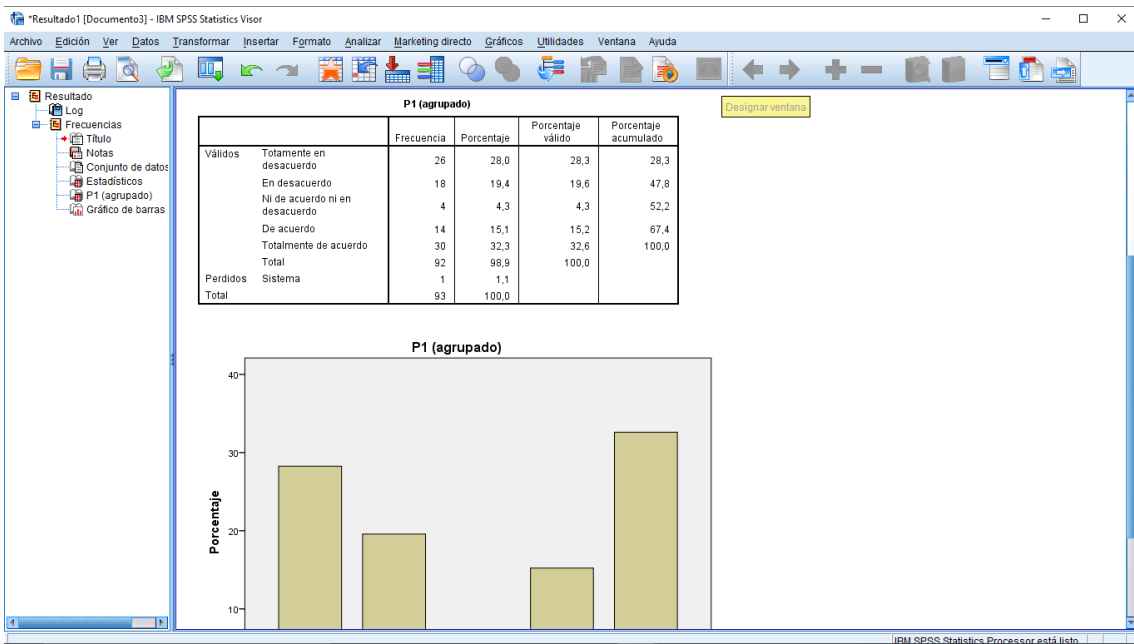 *Resultado1 [Documento3] - IBM SPSS Statistics Visor
Archivo Edición Ver Datos Transformar Insertar Formato Analizar Marketing directo Gráficos Utilidades Ventana Ayuda
Designar ventana
Resultado
Log
Frecuencias
Título
Notas
Conjunto de datos
Estadísticos
P1 (agrupado)
Gráfico de barras
P1 (agrupado)
Frecuencia Porcentaje Porcentaje válido Porcentaje acumulado
Válidos Totamente en desacuerdo 26 28,0 28,3 28,3
En desacuerdo 18 19,4 19,6 47,8
Ni de acuerdo ni en desacuerdo 4 4,3 4,3 52,2
De acuerdo 14 15,1 15,2 67,4
Totalmente de acuerdo 30 32,3 32,6 100,0
Total 92 98,9 100,0
Perdidos Sistema 1 1,1
Total 93 100,0
P1 (agrupado)
Porcentaje
40
30
20
10
IBM SPSS Statistics Processor está listo